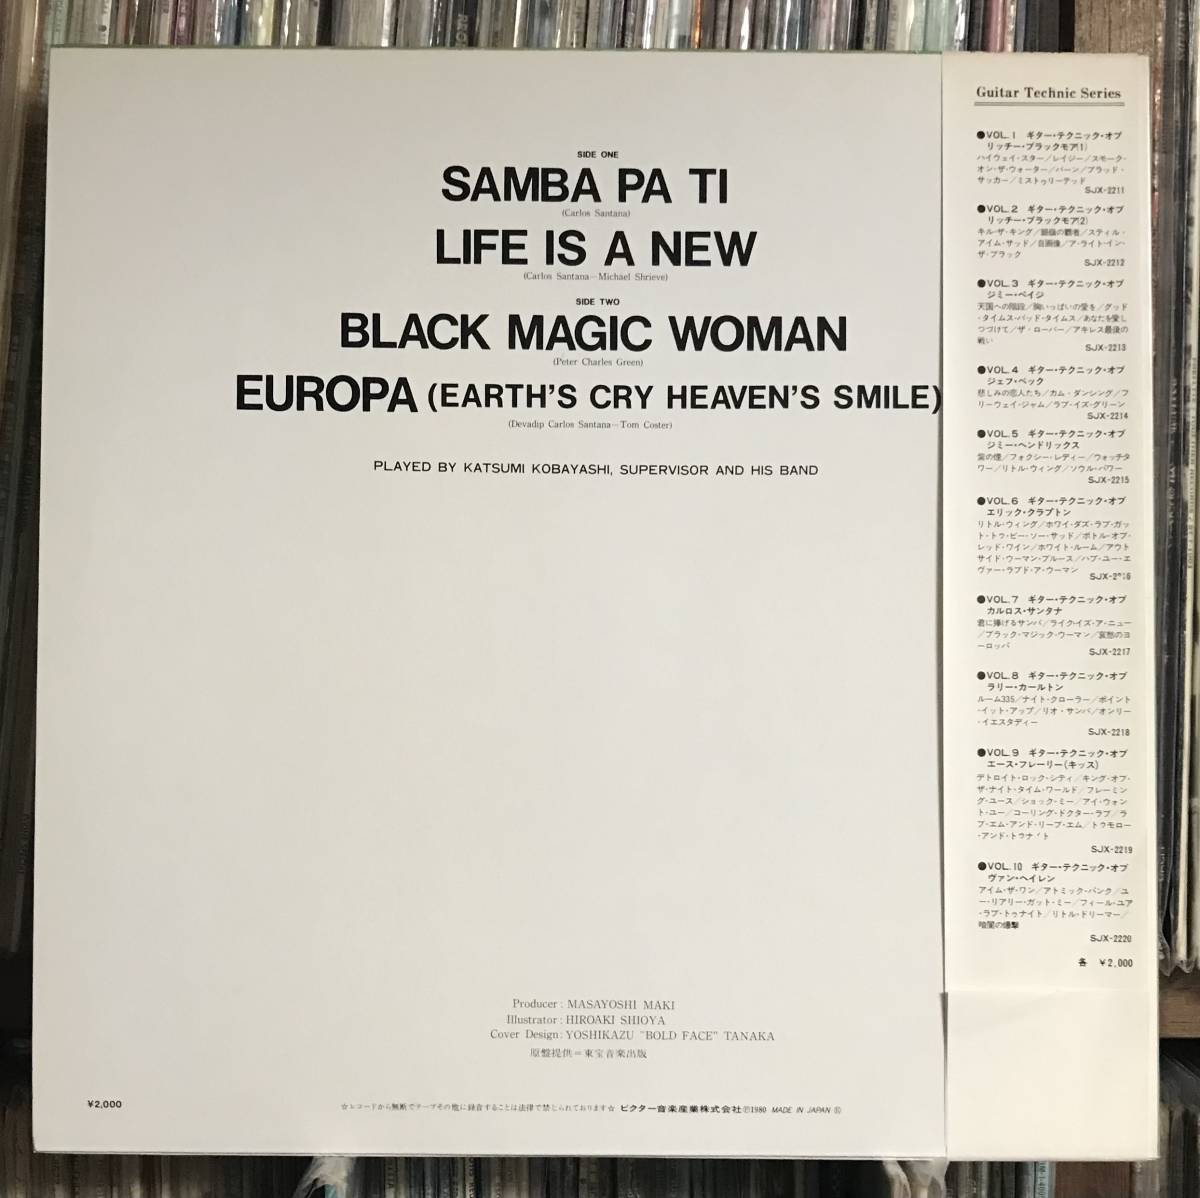 SIDE ONE
SAMBA PA TI
(Carlos Santana)
LIFE IS A NEW
(Carlos Santana—Michael Shrieve)
SIDE TWO
BLACK MAGIC WOMAN
(Peter Charles Green)
EUROPA (EARTH'S CRY HEAVEN'S SMILE)
(Devadip Carlos Santana—Tom Coster)
PLAYED BY KATSUMI KOBAYASHI, SUPERVISOR AND HIS BAND
Producer: MASAYOSHI MAKI
Illustrator: HIROAKI SHIOYA
Cover Design: YOSHIKAZU "BOLD FACE" TANAKA
原盤提供＝東宝音楽出版
¥2,000
☆レコードから無断でテープその他に録音することは法律で禁じられております☆ ビクター音楽産業株式会社 Ⓟ1980 MADE IN JAPAN
Guitar Technic Series
●VOL.1 ギター・テクニック・オブ
リッチー・ブラックモア(1)
ハイウェイ・スター/レイジー/スモーク・
オン・ザ・ウォーター/バーン/ブラッド・
サッカー/ミストゥリーテッド
SJX-2211
●VOL.2 ギター・テクニック・オブ
リッチー・ブラックモア(2)
キル・ザ・キング/銀嶺の覇者/スティル・
アイム・サッド/自画像/ア・ライト・イン・
ザ・ブラック
SJX-2212
●VOL.3 ギター・テクニック・オブ
ジミー・ペイジ
天国への階段/胸いっぱいの愛を/グッド
・タイムス・バッド・タイムス/あなたを愛し
つづけて/ザ・ローバー/アキレス最後の
戦い
SJX-2213
●VOL.4 ギター・テクニック・オブ
ジェフ・ベック
悲しみの恋人たち/カム・ダンシング/フ
リーウェイ・ジャム/ラブ・イズ・グリーン
SJX-2214
●VOL.5 ギター・テクニック・オブ
ジミー・ヘンドリックス
紫の煙/フォクシー・レディー/ウォッチタ
ワー/リトル・ウィング/ソウル・パワー
SJX-2215
●VOL.6 ギター・テクニック・オブ
エリック・クラプトン
リトル・ウィング/ホワイ・ダズ・ラブ・ガッ
ト・トゥ・ビー・ソー・サッド/ボトル・オブ・
レッド・ワイン/ホワイト・ルーム/アウト
サイド・ウーマン・ブルース/ハブ・ユー・エ
ヴァー・ラブド・ア・ウーマン
SJX-2216
●VOL.7 ギター・テクニック・オブ
カルロス・サンタナ
君に捧げるサンバ/ライク・イズ・ア・ニュー
/ブラック・マジック・ウーマン/哀愁のヨ
ーロッパ
SJX-2217
●VOL.8 ギター・テクニック・オブ
ラリー・カールトン
ルーム335/ナイト・クローラー/ポイント
・イット・アップ/リオ・サンバ/オンリー
・イエスタディー
SJX-2218
●VOL.9 ギター・テクニック・オブ
エース・フレーリー(キッス)
デトロイト・ロック・シティ/キング・オブ・
ザ・ナイト・タイム・ワールド/フレーミン
グ・ユース/ショック・ミー/アイ・ウォン
ト・ユー/コーリング・ドクター・ラブ/ラ
ブ・エム・アンド・リーブ・エム/トゥモロー
・アンド・トゥナイト
SJX-2219
●VOL.10 ギター・テクニック・オブ
ヴァン・ヘイレン
アイム・ザ・ワン/アトミック・パンク/ユ
ー・リアリー・ガット・ミー/フィール・ユア
・ラブ・トゥナイト/リトル・ドリーマー/
暗闇の爆撃
SJX-2220
各 ¥2,000